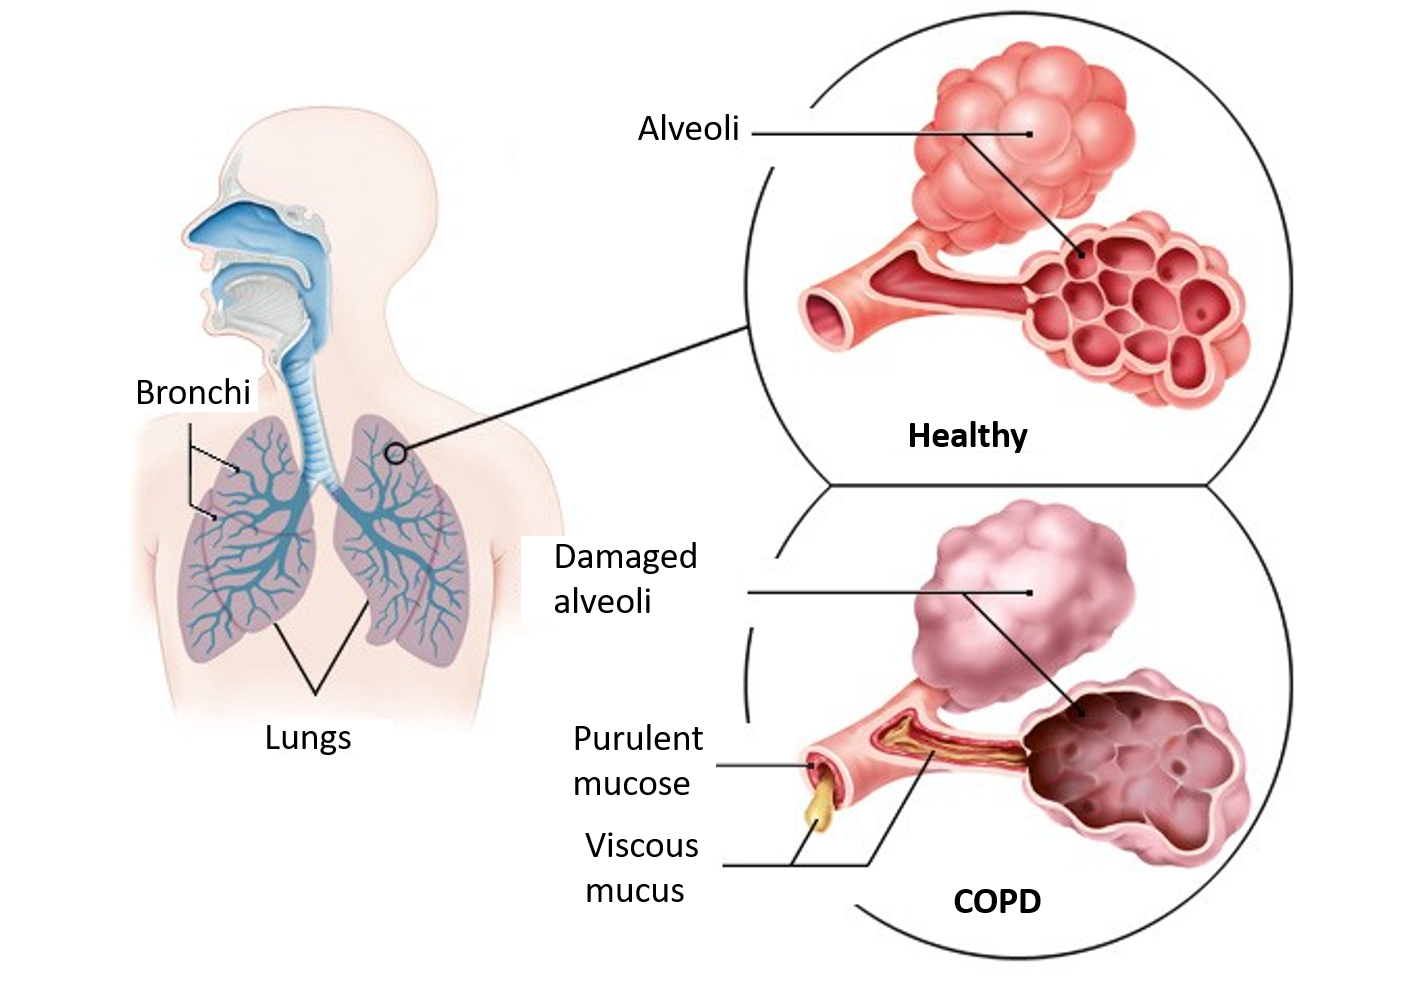 Alveoli
Bronchi
Healthy
Damaged
alveoli
Lungs
Purulent
mucose
Viscous
mucus
COPD